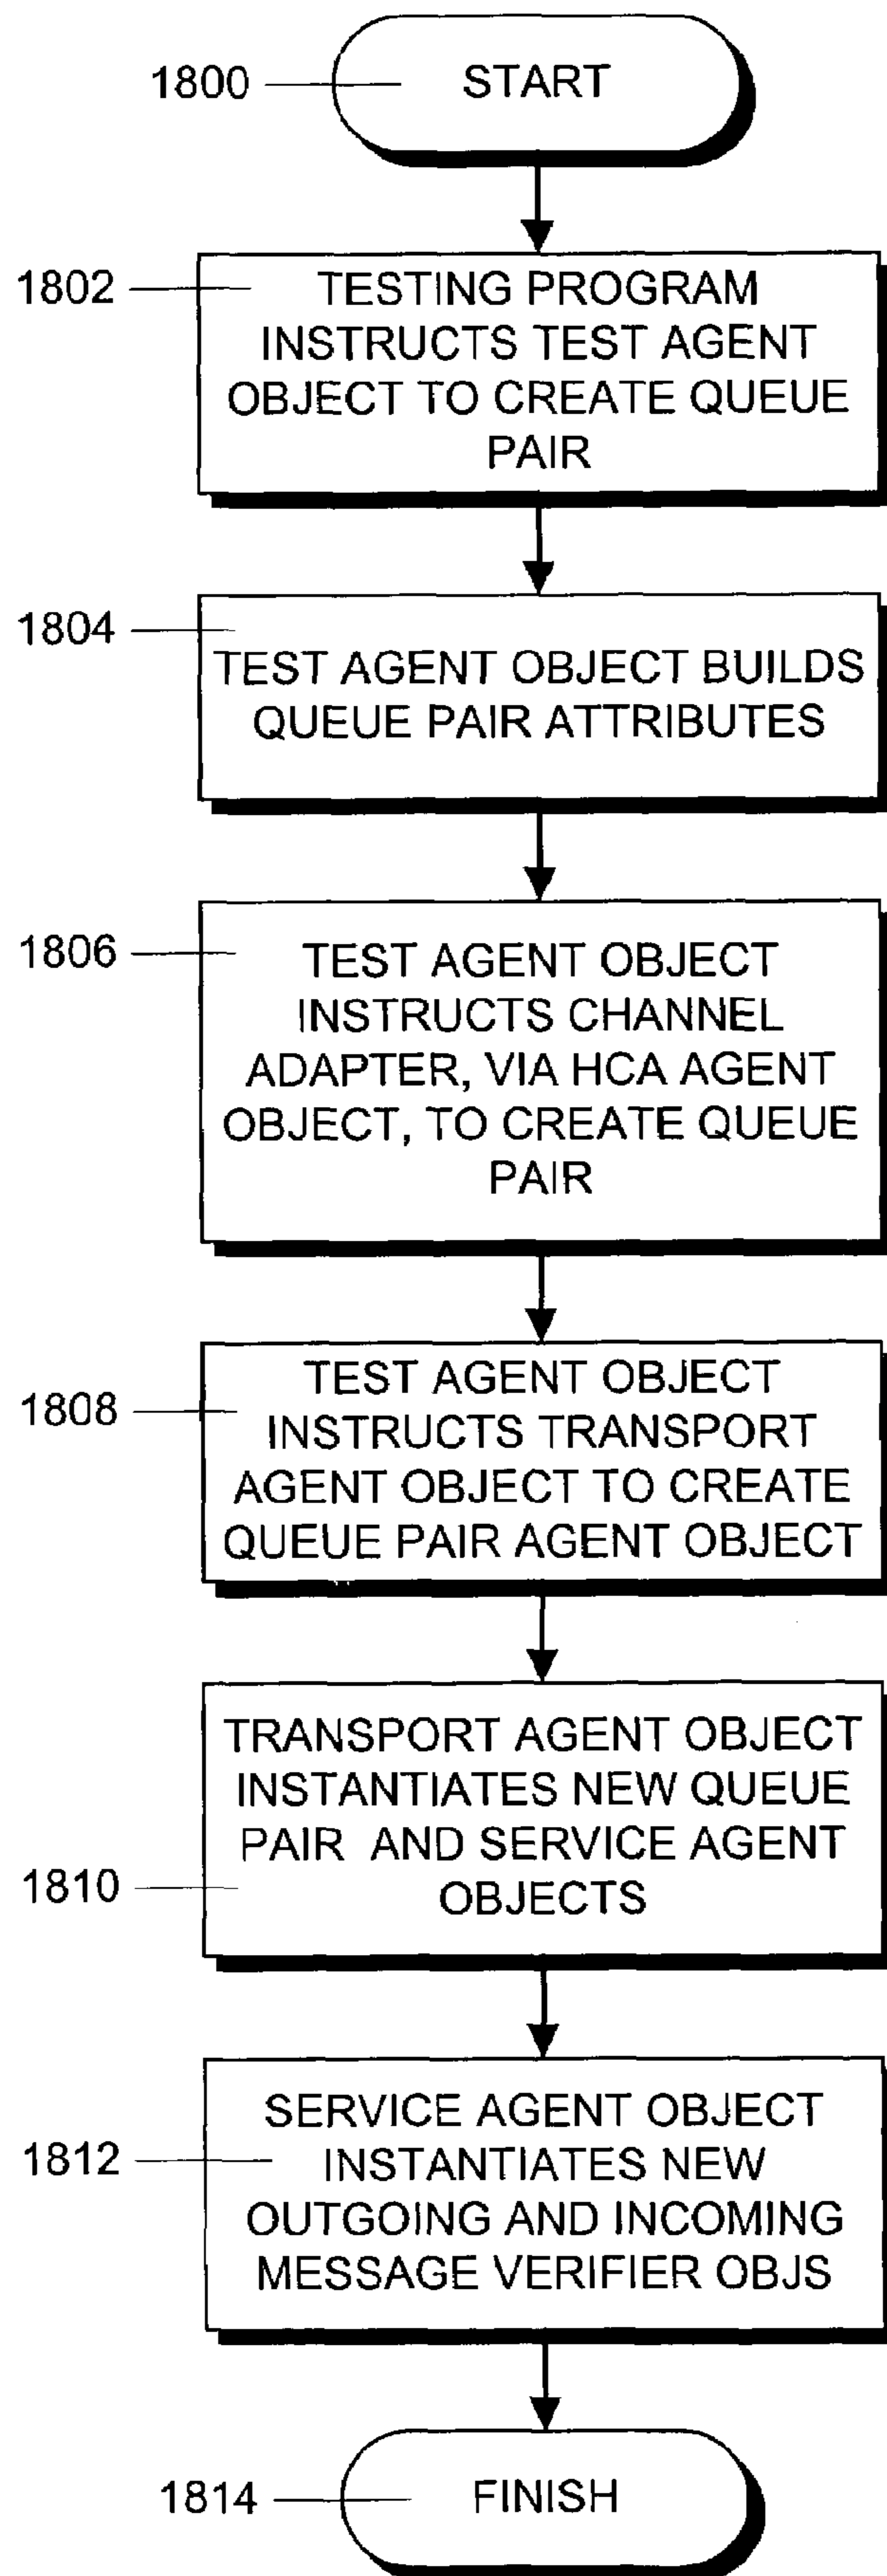 1800
START
1802
TESTING PROGRAM
INSTRUCTS TEST AGENT
OBJECT TO CREATE QUEUE
PAIR
1804
TEST AGENT OBJECT BUILDS
QUEUE PAIR ATTRIBUTES
1806
TEST AGENT OBJECT
INSTRUCTS CHANNEL
ADAPTER, VIA HCA AGENT
OBJECT, TO CREATE QUEUE
PAIR
1808
TEST AGENT OBJECT
INSTRUCTS TRANSPORT
AGENT OBJECT TO CREATE
QUEUE PAIR AGENT OBJECT
TRANSPORT AGENT OBJECT
INSTANTIATES NEW QUEUE
PAIR AND SERVICE AGENT
1810
OBJECTS
SERVICE AGENT OBJECT
1812
INSTANTIATES NEW
OUTGOING AND INCOMING
MESSAGE VERIFIER OBJS
1814
FINISH